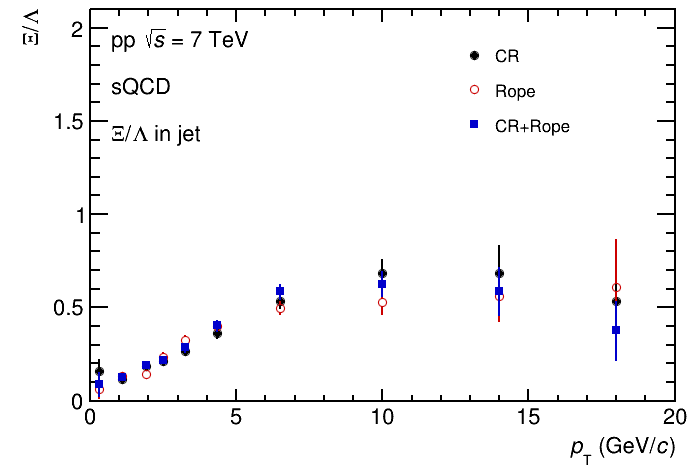 Ξ/Λ
pp √s = 7 TeV
sQCD
Ξ/Λ in jet
CR
Rope
CR+Rope
2
1.5
1
0.5
0
0 5 10 15 20
p_T (GeV/c)